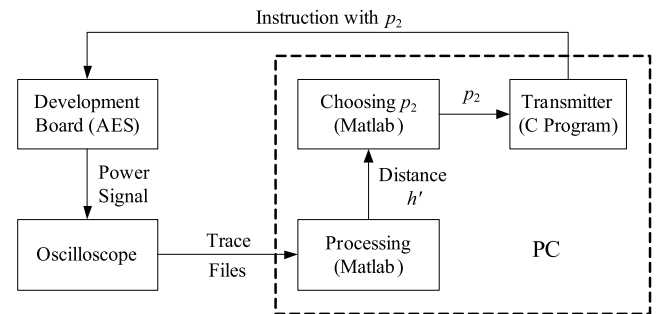 Instruction with p₂
Development
Board (AES)
Choosing p₂
(Matlab)
p₂
Transmitter
(C Program)
Power
Signal
Distance
h′
Oscilloscope
Trace
Files
Processing
(Matlab)
PC